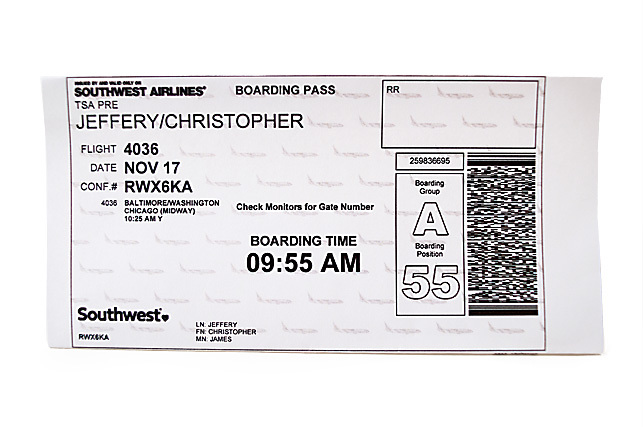 ISSUED BY AND VALID ONLY ON
SOUTHWEST AIRLINES®
BOARDING PASS
RR
TSA PRE
JEFFERY/CHRISTOPHER
FLIGHT 4036
DATE NOV 17
CONF.# RWX6KA
4036 BALTIMORE/WASHINGTON
CHICAGO (MIDWAY)
10:25 AM Y
Check Monitors for Gate Number
BOARDING TIME
09:55 AM
259836695
Boarding
Group
A
Boarding
Position
55
Southwest
RWX6KA
LN: JEFFERY
FN: CHRISTOPHER
MN: JAMES